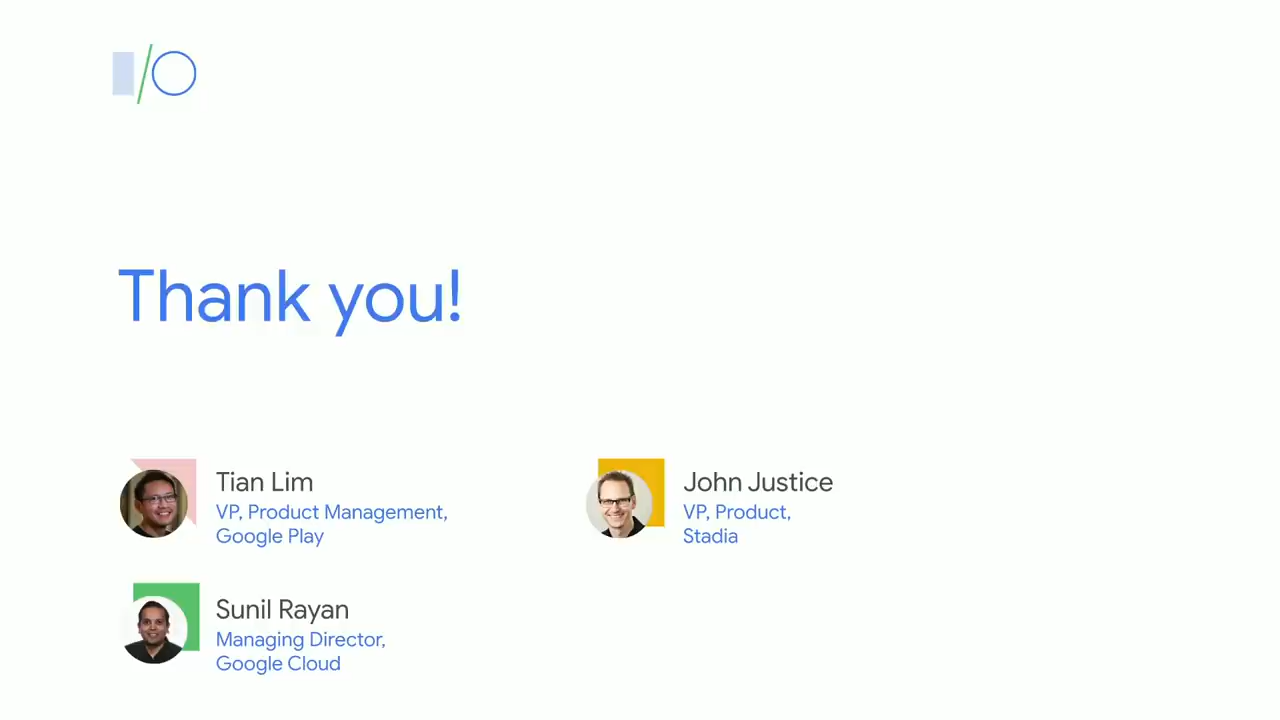 I/O
Thank you!
Tian Lim
VP, Product Management,
Google Play
John Justice
VP, Product,
Stadia
Sunil Rayan
Managing Director,
Google Cloud